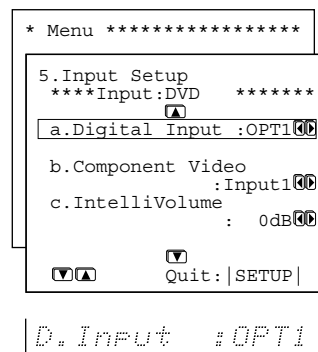 * Menu *****************
5.Input Setup
****Input:DVD *******
a.Digital Input :OPT1
b.Component Video
:Input1
c.IntelliVolume
: 0dB
Quit:|SETUP|
D.Input :OPT1